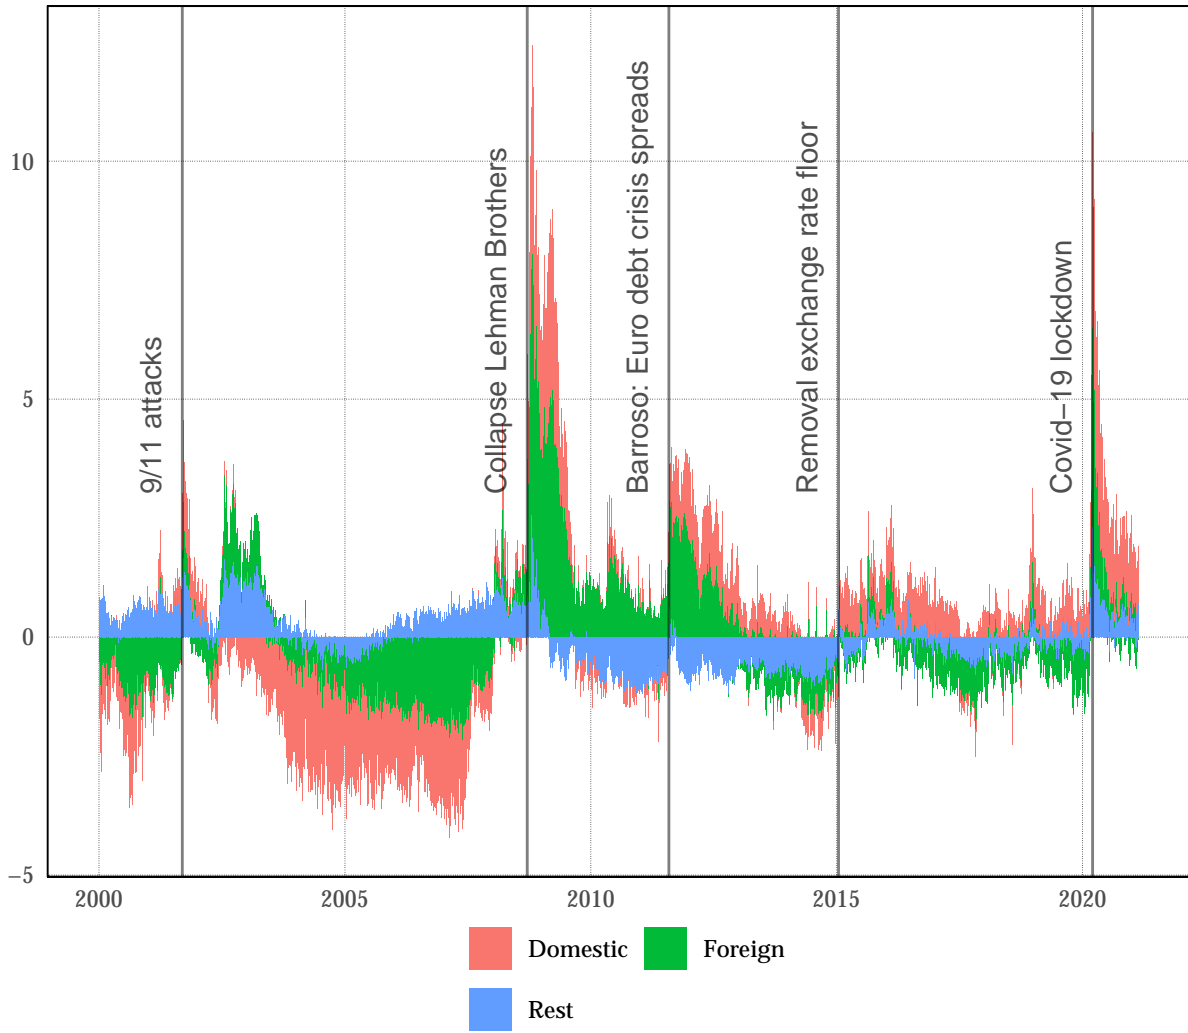 10
5
0
−5
9/11 attacks
Collapse Lehman Brothers
Barroso: Euro debt crisis spreads
Removal exchange rate floor
Covid−19 lockdown
2000 2005 2010 2015 2020
Domestic Foreign
Rest